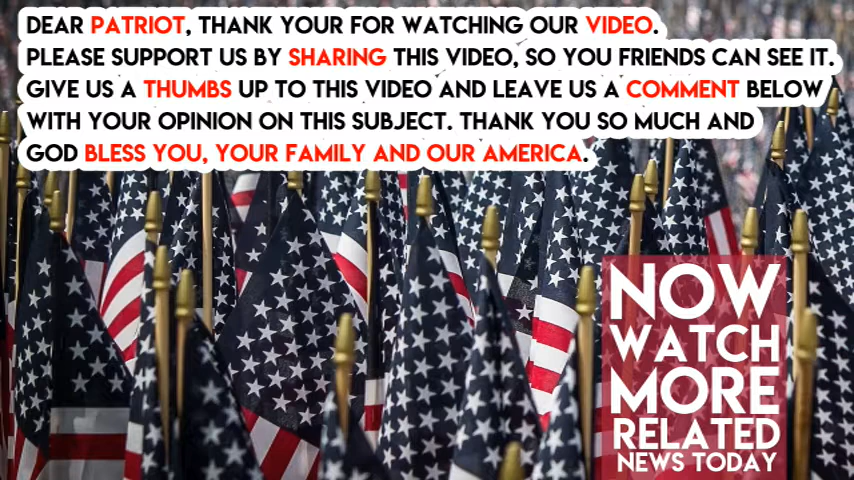 DEAR PATRIOT, THANK YOUR FOR WATCHING OUR VIDEO.
PLEASE SUPPORT US BY SHARING THIS VIDEO, SO YOU FRIENDS CAN SEE IT.
GIVE US A THUMBS UP TO THIS VIDEO AND LEAVE US A COMMENT BELOW
WITH YOUR OPINION ON THIS SUBJECT. THANK YOU SO MUCH AND
GOD BLESS YOU, YOUR FAMILY AND OUR AMERICA.
NOW
WATCH
MORE
RELATED
NEWS TODAY